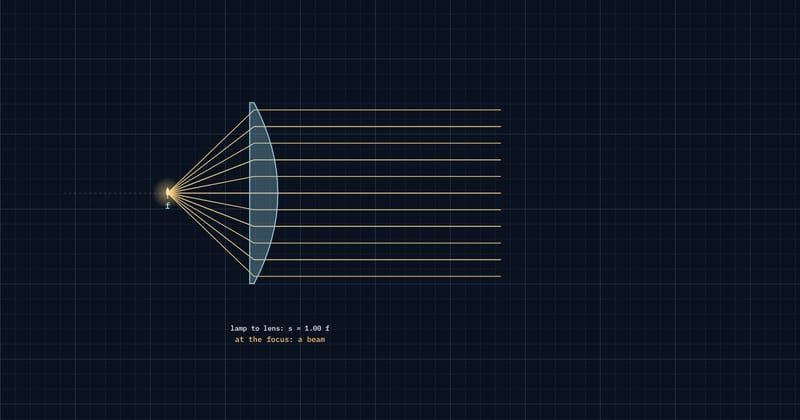 f
lamp to lens: s = 1.00 f
at the focus: a beam